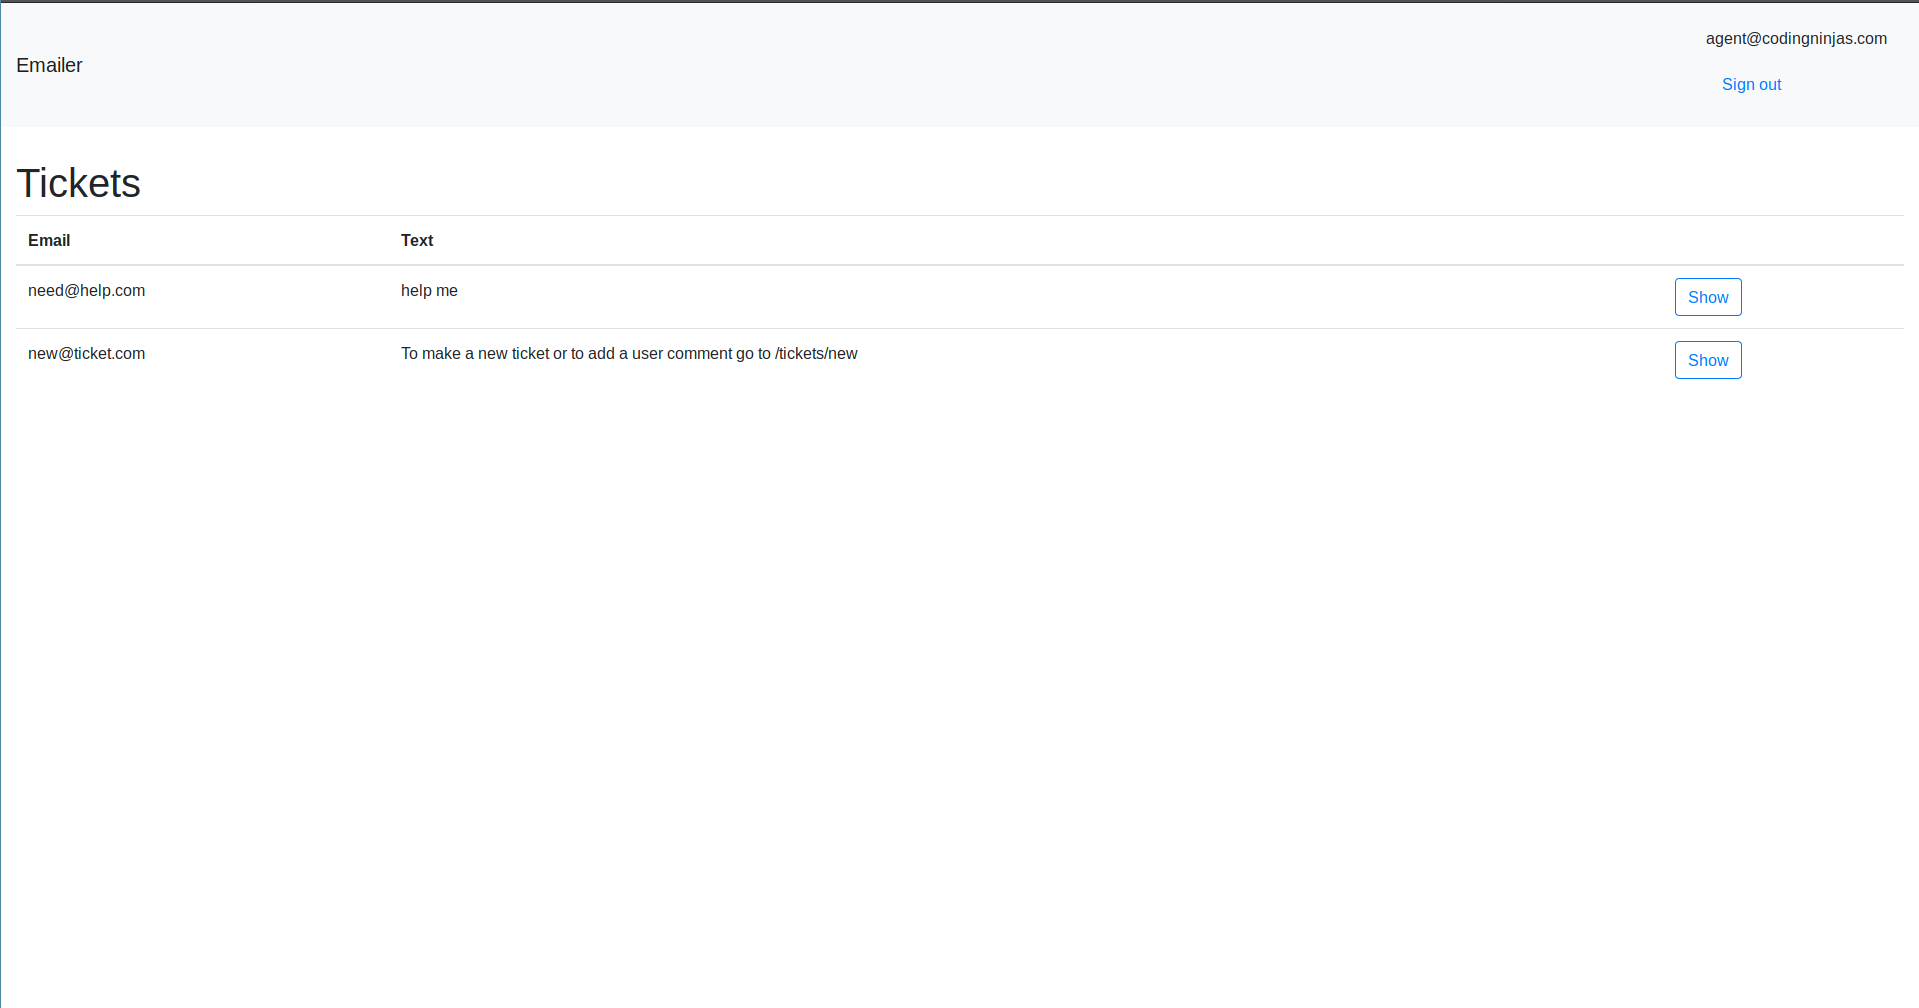 agent@codingninjas.com
Emailer
Sign out
Tickets
Email Text
need@help.com help me Show
new@ticket.com To make a new ticket or to add a user comment go to /tickets/new Show